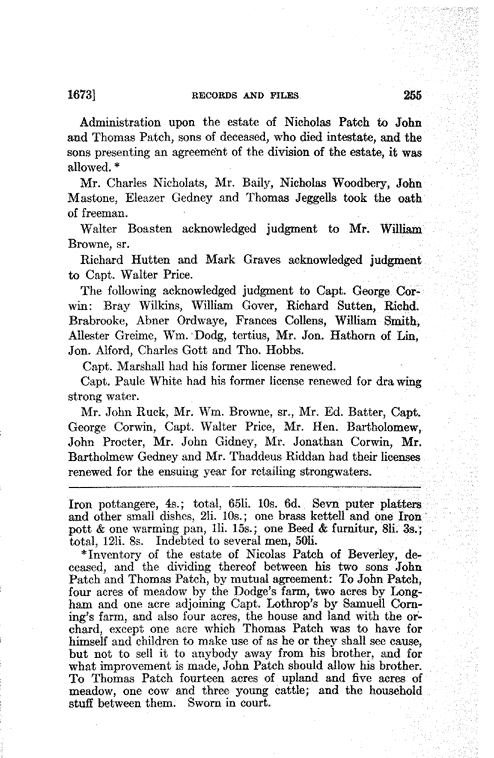 1673] RECORDS AND FILES 255
Administration upon the estate of Nicholas Patch to John
and Thomas Patch, sons of deceased, who died intestate, and the
sons presenting an agreement of the division of the estate, it was
allowed.*
Mr. Charles Nicholats, Mr. Baily, Nicholas Woodbery, John
Mastone, Eleazer Gedney and Thomas Jeggells took the oath
of freeman.
Walter Boasten acknowledged judgment to Mr. William
Browne, sr.
Richard Hutten and Mark Graves acknowledged judgment
to Capt. Walter Price.
The following acknowledged judgment to Capt. George Cor-
win: Bray Wilkins, William Gover, Richard Sutten, Richd.
Brabrooke, Abner Ordwaye, Frances Collens, William Smith,
Allester Greime, Wm. Dodg, tertius, Mr. Jon. Hathorn of Lin,
Jon. Alford, Charles Gott and Tho. Hobbs.
Capt. Marshall had his former license renewed.
Capt. Paule White had his former license renewed for drawing
strong water.
Mr. John Ruck, Mr. Wm. Browne, sr., Mr. Ed. Batter, Capt.
George Corwin, Capt. Walter Price, Mr. Hen. Bartholomew,
John Procter, Mr. John Gidney, Mr. Jonathan Corwin, Mr.
Bartholmew Gedney and Mr. Thaddeus Riddan had their licenses
renewed for the ensuing year for retailing strongwaters.
Iron pottangere, 4s.; total, 65li. 10s. 6d. Sevn puter platters
and other small dishes, 2li. 10s.; one brass kettell and one Iron
pott & one warming pan, 1li. 15s.; one Beed & furnitur, 8li. 3s.;
total, 12li. 8s. Indebted to several men, 50li.
*Inventory of the estate of Nicolas Patch of Beverley, de-
ceased, and the dividing thereof between his two sons John
Patch and Thomas Patch, by mutual agreement: To John Patch,
four acres of meadow by the Dodge's farm, two acres by Long-
ham and one acre adjoining Capt. Lothrop's by Samuell Corn-
ing's farm, and also four acres, the house and land with the or-
chard, except one acre which Thomas Patch was to have for
himself and children to make use of as he or they shall see cause,
but not to sell it to anybody away from his brother, and for
what improvement is made, John Patch should allow his brother.
To Thomas Patch fourteen acres of upland and five acres of
meadow, one cow and three young cattle; and the household
stuff between them. Sworn in court.